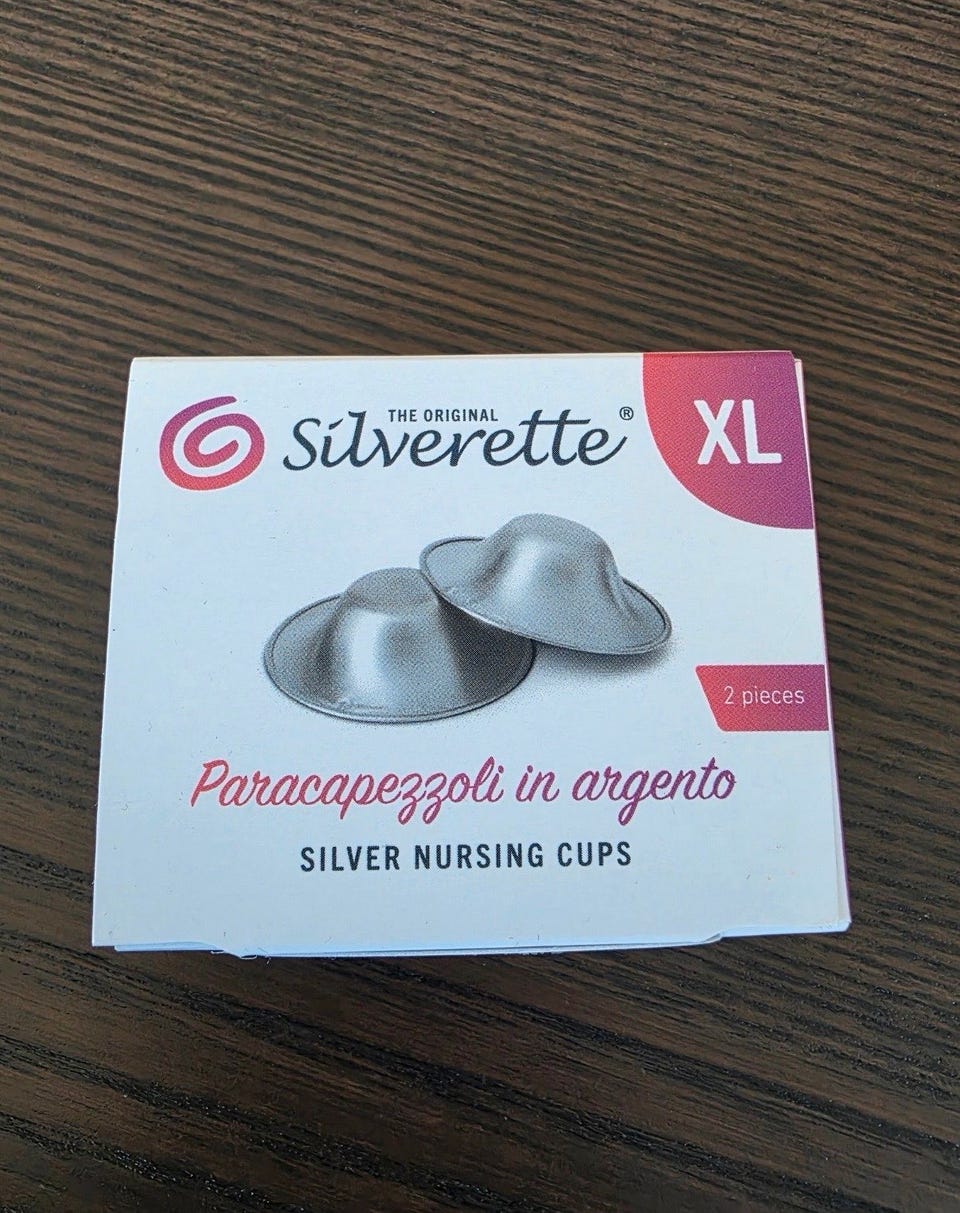 THE ORIGINAL
Silverette®
XL
2 pieces
Paracapezzoli in argento
SILVER NURSING CUPS